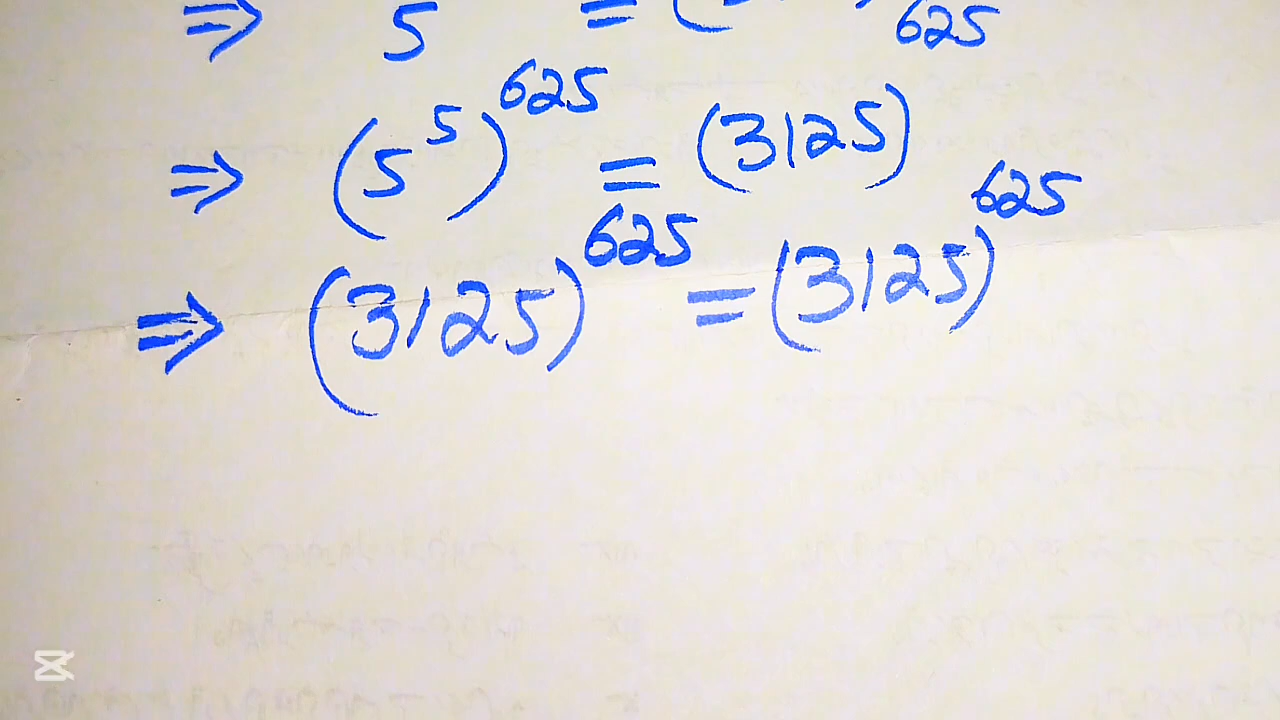 ⇒ 5 = ( 625
⇒ (5⁵)⁶²⁵ = (3125)⁶²⁵
⇒ (3125)⁶²⁵ = (3125)⁶²⁵